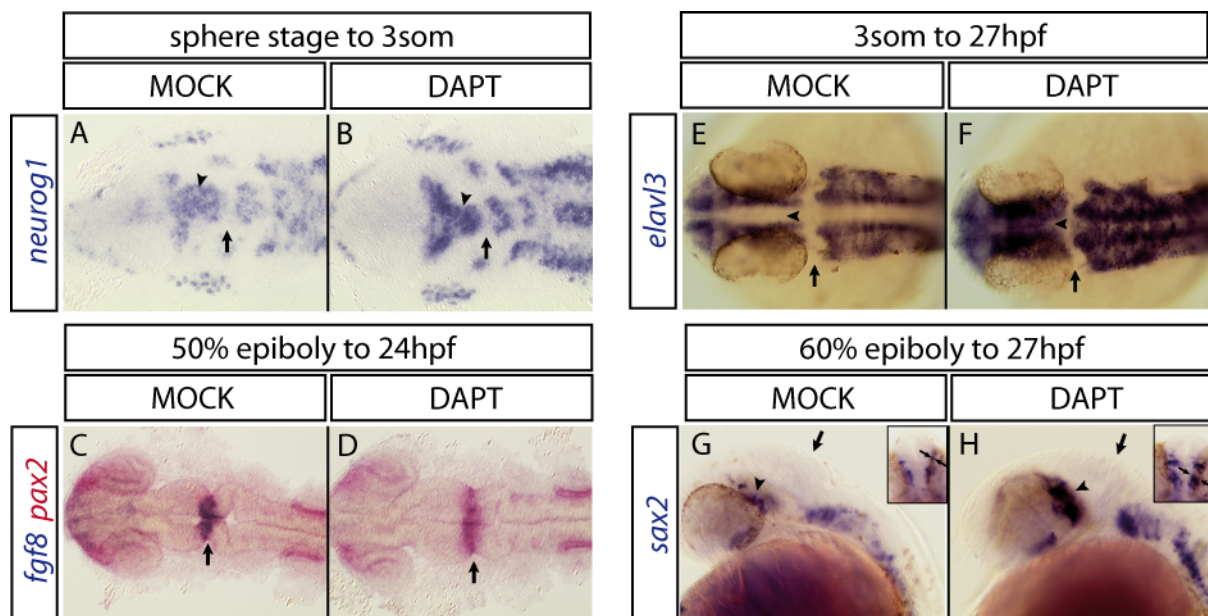 sphere stage to 3som
MOCK
DAPT
neurog1
A
B
3som to 27hpf
MOCK
DAPT
elavl3
E
F
50% epiboly to 24hpf
MOCK
DAPT
fgf8 pax2
C
D
60% epiboly to 27hpf
MOCK
DAPT
sax2
G
H